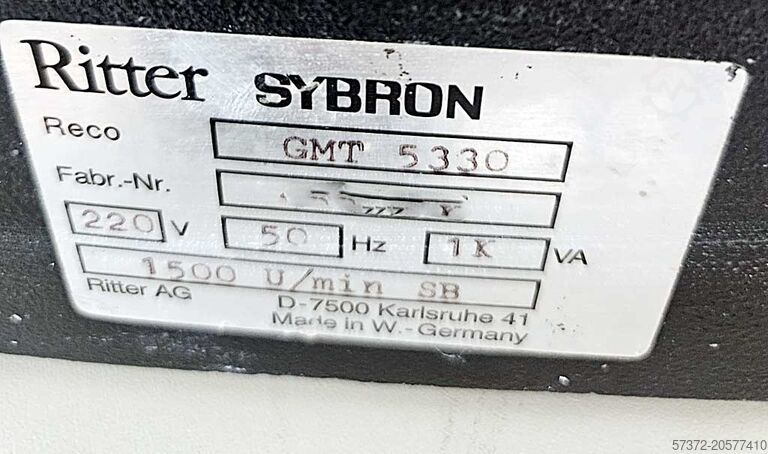 Ritter SYBRON
Reco GMT 5330
Fabr.-Nr.
220 V 50 Hz 1K VA
1500 U/min SB
Ritter AG D-7500 Karlsruhe 41
Made in W.-Germany
57372-20577410